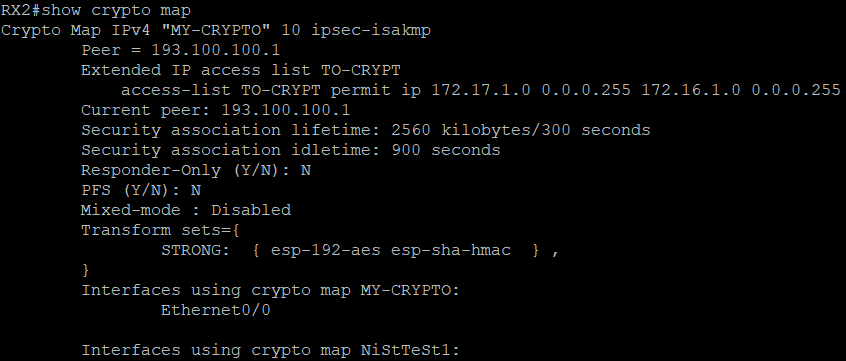 RX2#show crypto map
Crypto Map IPv4 "MY-CRYPTO" 10 ipsec-isakmp
Peer = 193.100.100.1
Extended IP access list TO-CRYPT
access-list TO-CRYPT permit ip 172.17.1.0 0.0.0.255 172.16.1.0 0.0.0.255
Current peer: 193.100.100.1
Security association lifetime: 2560 kilobytes/300 seconds
Security association idletime: 900 seconds
Responder-Only (Y/N): N
PFS (Y/N): N
Mixed-mode : Disabled
Transform sets={
STRONG:  { esp-192-aes esp-sha-hmac  } ,
}
Interfaces using crypto map MY-CRYPTO:
Ethernet0/0
Interfaces using crypto map NiStTeSt1: